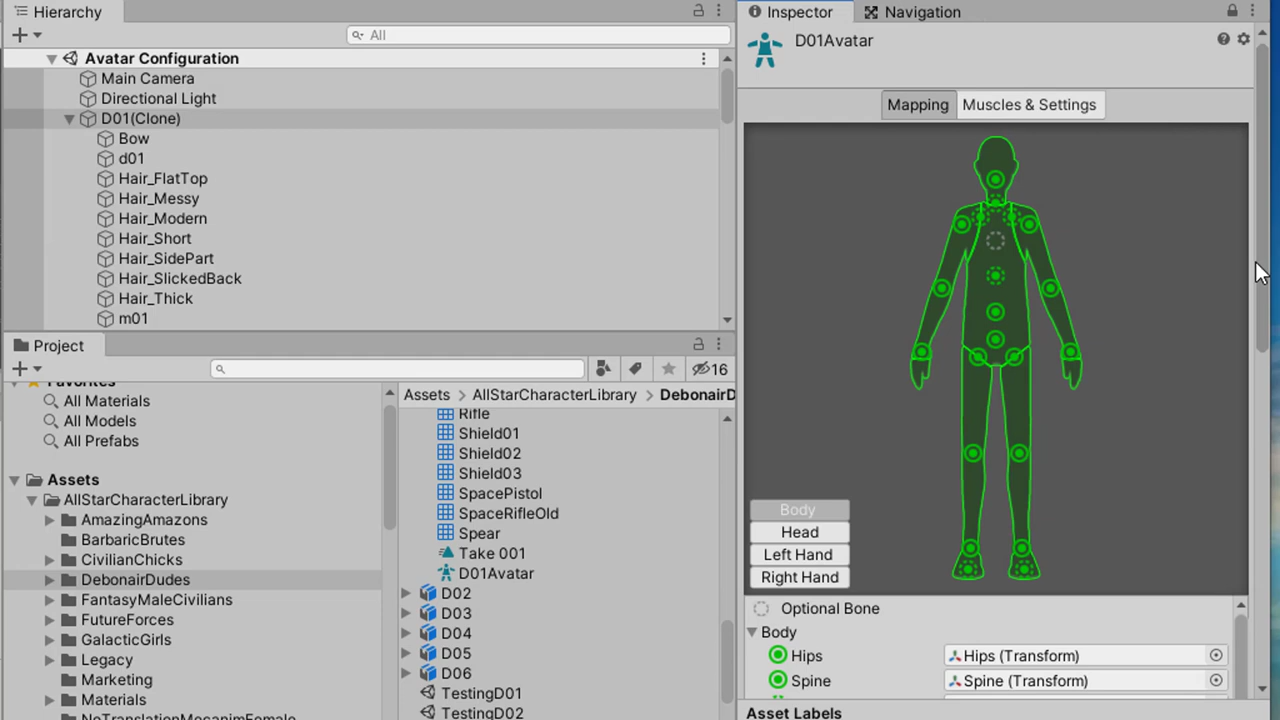 Hierarchy
All
Avatar Configuration
Main Camera
Directional Light
D01(Clone)
Bow
d01
Hair_FlatTop
Hair_Messy
Hair_Modern
Hair_Short
Hair_SidePart
Hair_SlickedBack
Hair_Thick
m01
Project
16
Favorites
All Materials
All Models
All Prefabs
Assets
AllStarCharacterLibrary
AmazingAmazons
BarbaricBrutes
CivilianChicks
DebonairDudes
FantasyMaleCivilians
FutureForces
GalacticGirls
Legacy
Marketing
Materials
NoTranslationMecanimFemale
Assets > AllStarCharacterLibrary > DebonairD
Rifle
Shield01
Shield02
Shield03
SpacePistol
SpaceRifleOld
Spear
Take 001
D01Avatar
D02
D03
D04
D05
D06
TestingD01
TestingD02
Inspector Navigation
D01Avatar
Mapping Muscles & Settings
Body
Head
Left Hand
Right Hand
Optional Bone
Body
Hips Hips (Transform)
Spine Spine (Transform)
Asset Labels